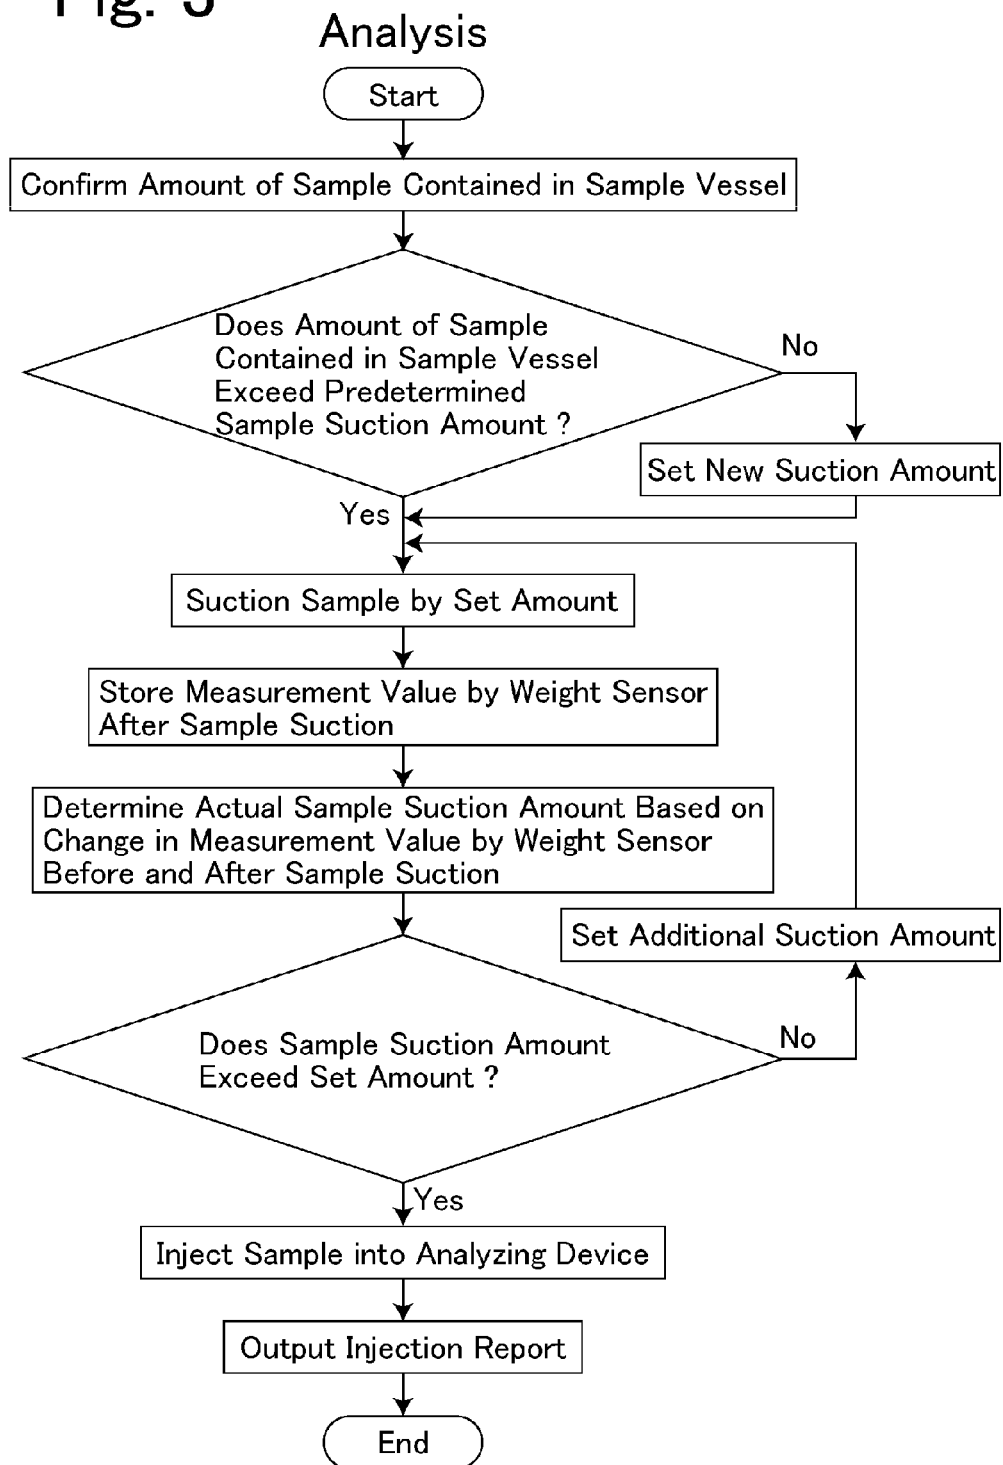 Analysis
Start
Confirm Amount of Sample Contained in Sample Vessel
Does Amount of Sample
Contained in Sample Vessel
Exceed Predetermined
Sample Suction Amount ?
No
Set New Suction Amount
Yes
Suction Sample by Set Amount
Store Measurement Value by Weight Sensor
After Sample Suction
Determine Actual Sample Suction Amount Based on
Change in Measurement Value by Weight Sensor
Before and After Sample Suction
Set Additional Suction Amount
Does Sample Suction Amount
Exceed Set Amount ?
No
Yes
Inject Sample into Analyzing Device
Output Injection Report
End